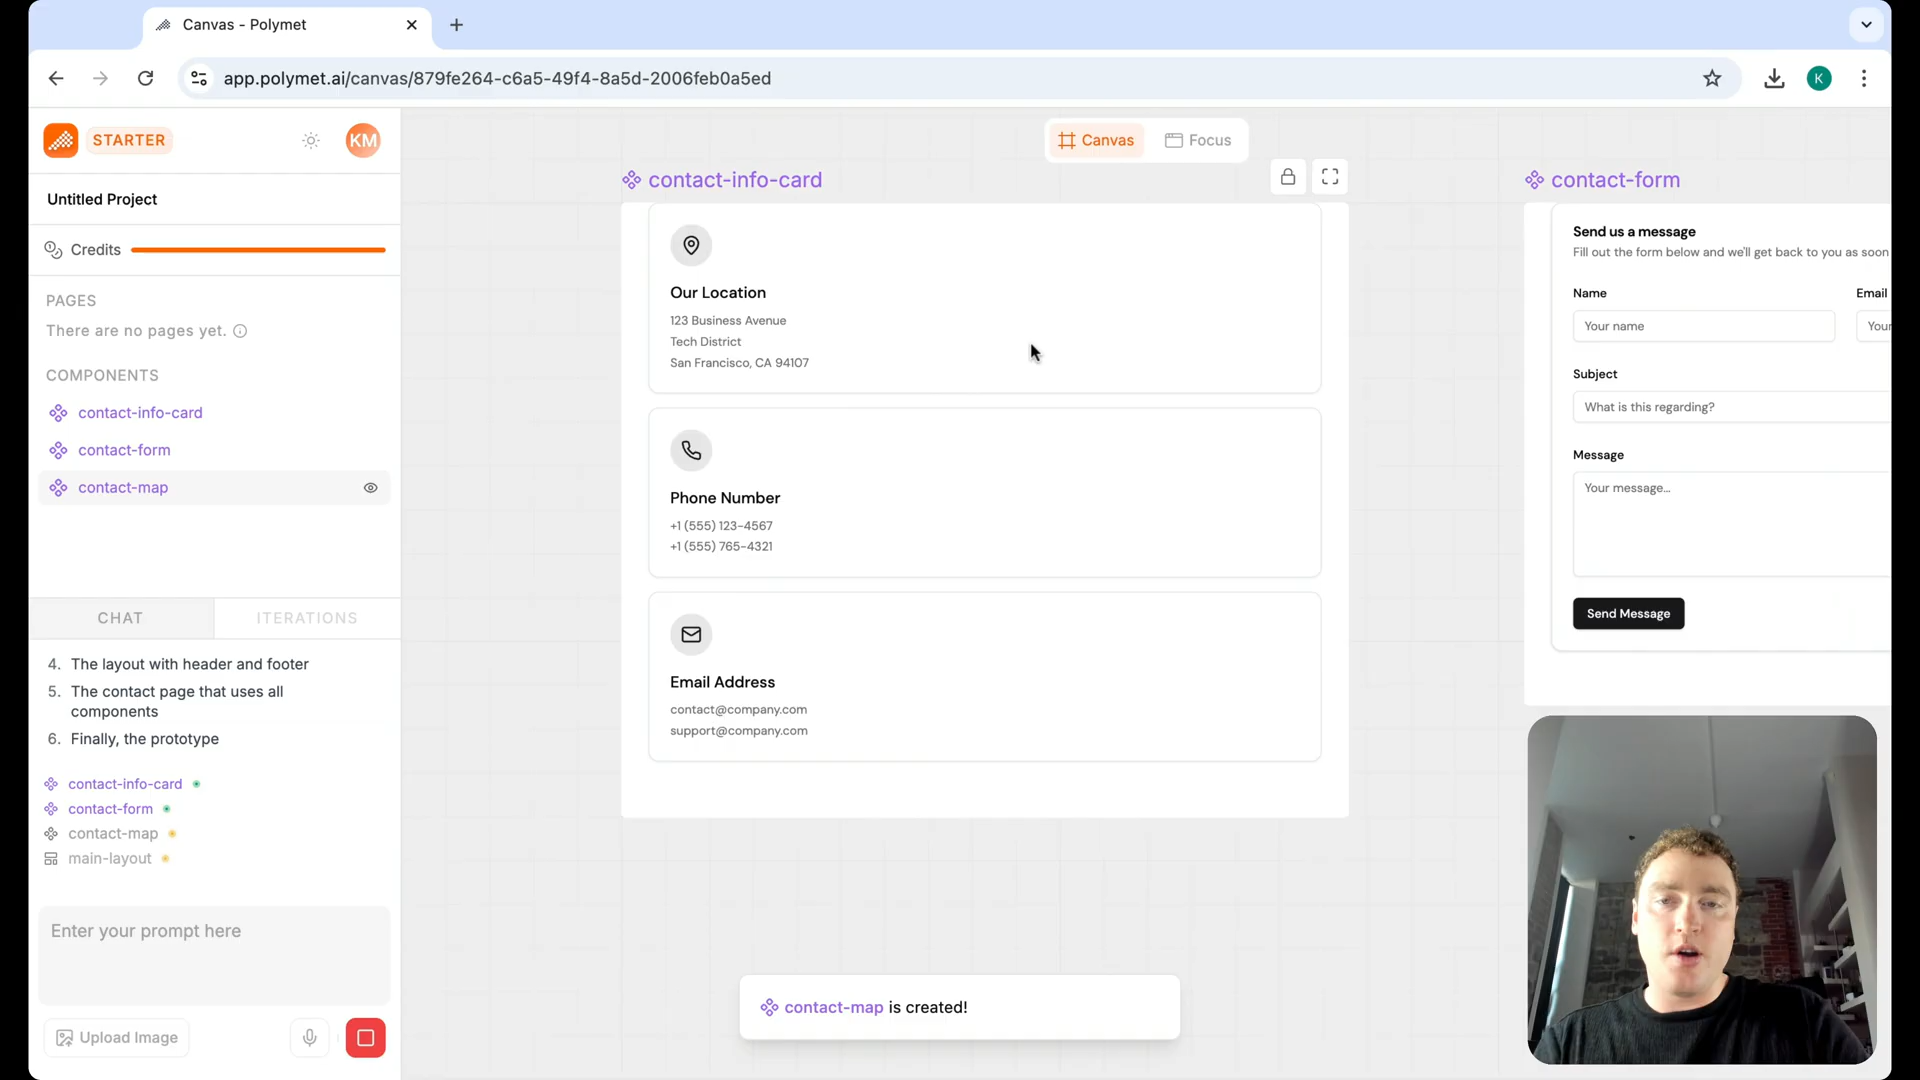 Canvas - Polymet
app.polymet.ai/canvas/879fe264-c6a5-49f4-8a5d-2006feb0a5ed
K
STARTER
KM
Untitled Project
Credits
PAGES
There are no pages yet.
COMPONENTS
contact-info-card
contact-form
contact-map
CHAT
ITERATIONS
4. The layout with header and footer
5. The contact page that uses all
components
6. Finally, the prototype
contact-info-card
contact-form
contact-map
main-layout
Enter your prompt here
Upload Image
Canvas
Focus
contact-info-card
Our Location
123 Business Avenue
Tech District
San Francisco, CA 94107
Phone Number
+1 (555) 123-4567
+1 (555) 765-4321
Email Address
contact@company.com
support@company.com
contact-form
Send us a message
Fill out the form below and we'll get back to you as soon
Name
Email
Your name
Your
Subject
What is this regarding?
Message
Your message...
Send Message
contact-map is created!